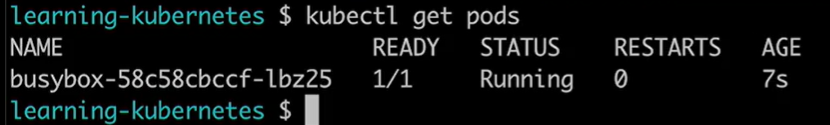 learning-kubernetes $ kubectl get pods
NAME READY STATUS RESTARTS AGE
busybox-58c58cbccf-lbz25 1/1 Running 0 7s
learning-kubernetes $